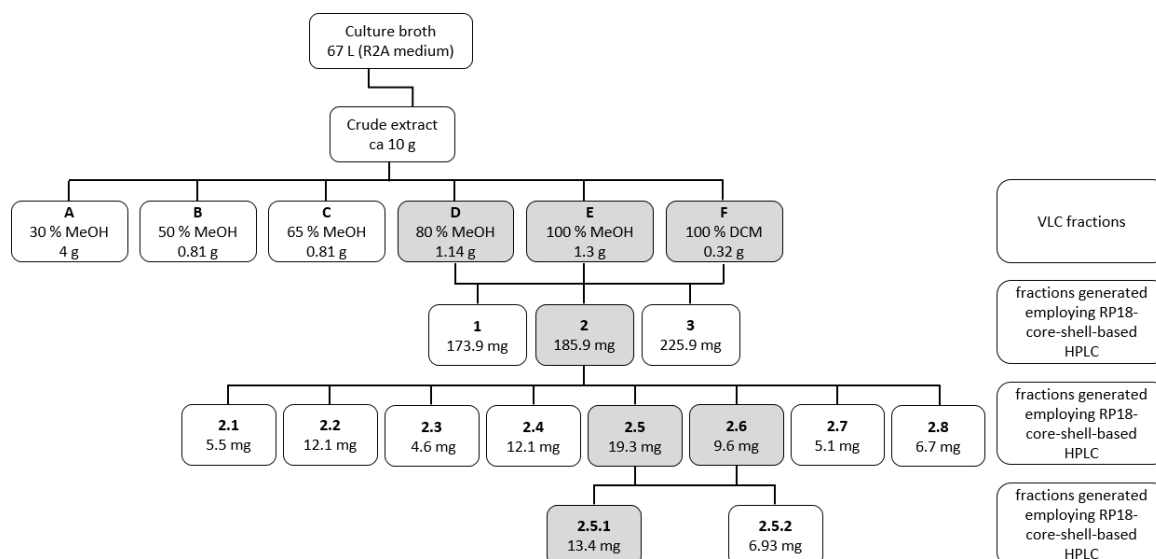 Culture broth
67 L (R2A medium)
Crude extract
ca 10 g
A
30 % MeOH
4 g
B
50 % MeOH
0.81 g
C
65 % MeOH
0.81 g
D
80 % MeOH
1.14 g
E
100 % MeOH
1.3 g
F
100 % DCM
0.32 g
VLC fractions
1
173.9 mg
2
185.9 mg
3
225.9 mg
fractions generated
employing RP18-
core-shell-based
HPLC
2.1
5.5 mg
2.2
12.1 mg
2.3
4.6 mg
2.4
12.1 mg
2.5
19.3 mg
2.6
9.6 mg
2.7
5.1 mg
2.8
6.7 mg
fractions generated
employing RP18-
core-shell-based
HPLC
2.5.1
13.4 mg
2.5.2
6.93 mg
fractions generated
employing RP18-
core-shell-based
HPLC